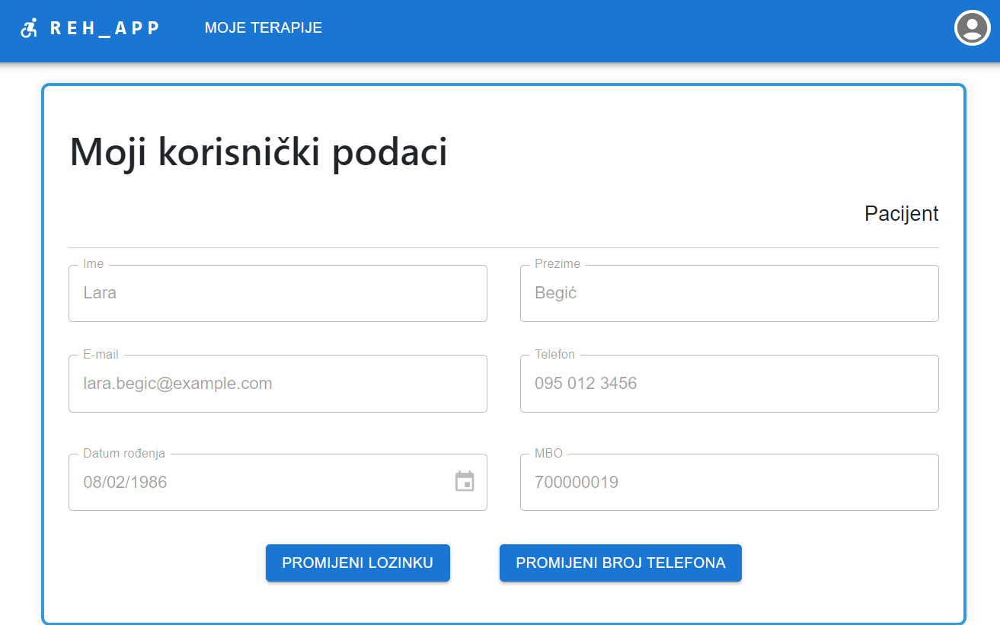 REH_APP MOJE TERAPIJE
Moji korisnički podaci
Pacijent
Ime Prezime
Lara Begić
E-mail Telefon
lara.begic@example.com 095 012 3456
Datum rođenja MBO
08/02/1986 700000019
PROMIJENI LOZINKU PROMIJENI BROJ TELEFONA